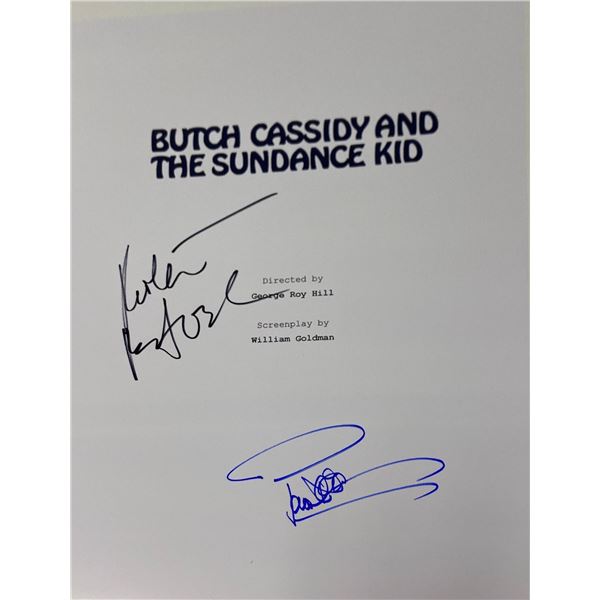 BUTCH CASSIDY AND
THE SUNDANCE KID
Directed by
George Roy Hill
Screenplay by
William Goldman